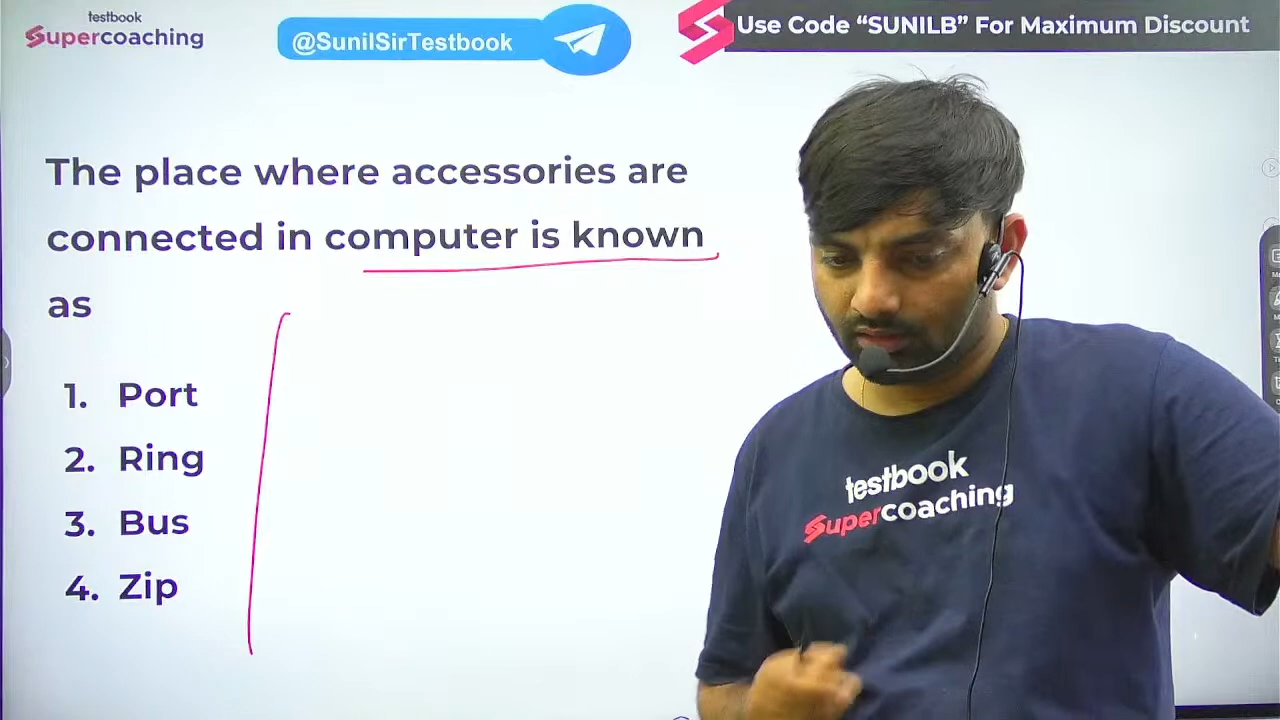 testbook
Supercoaching
@SunilSirTestbook
Use Code “SUNILB” For Maximum Discount
The place where accessories are
connected in computer is known
as
1. Port
2. Ring
3. Bus
4. Zip
testbook
Supercoaching